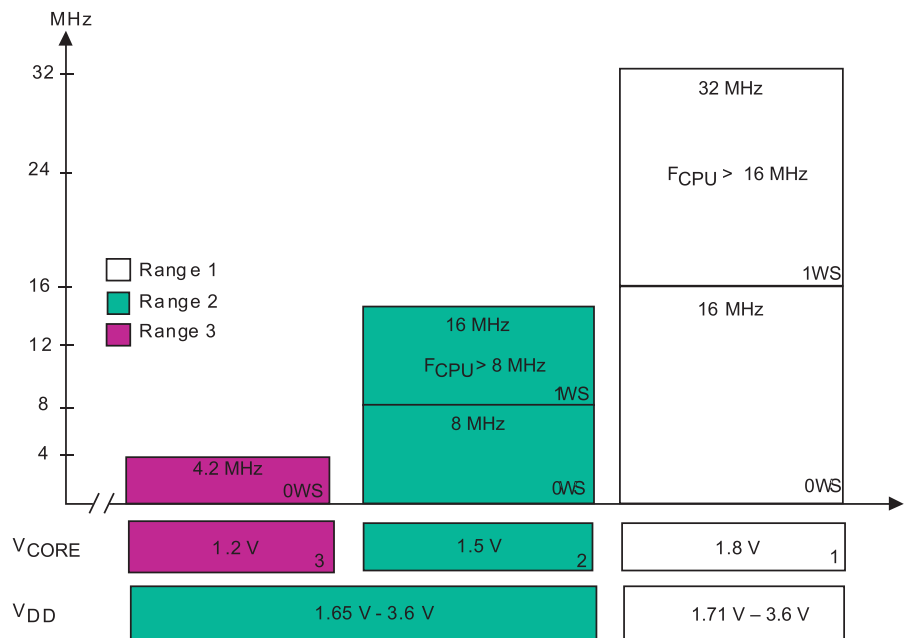 MHz
32
24
16
12
8
4
Range 1
Range 2
Range 3
32 MHz
FCPU > 16 MHz
1WS
16 MHz
0WS
16 MHz
FCPU > 8 MHz
1WS
8 MHz
0WS
4.2 MHz
0WS
VCORE
1.2 V
3
1.5 V
2
1.8 V
1
VDD
1.65 V - 3.6 V
1.71 V – 3.6 V